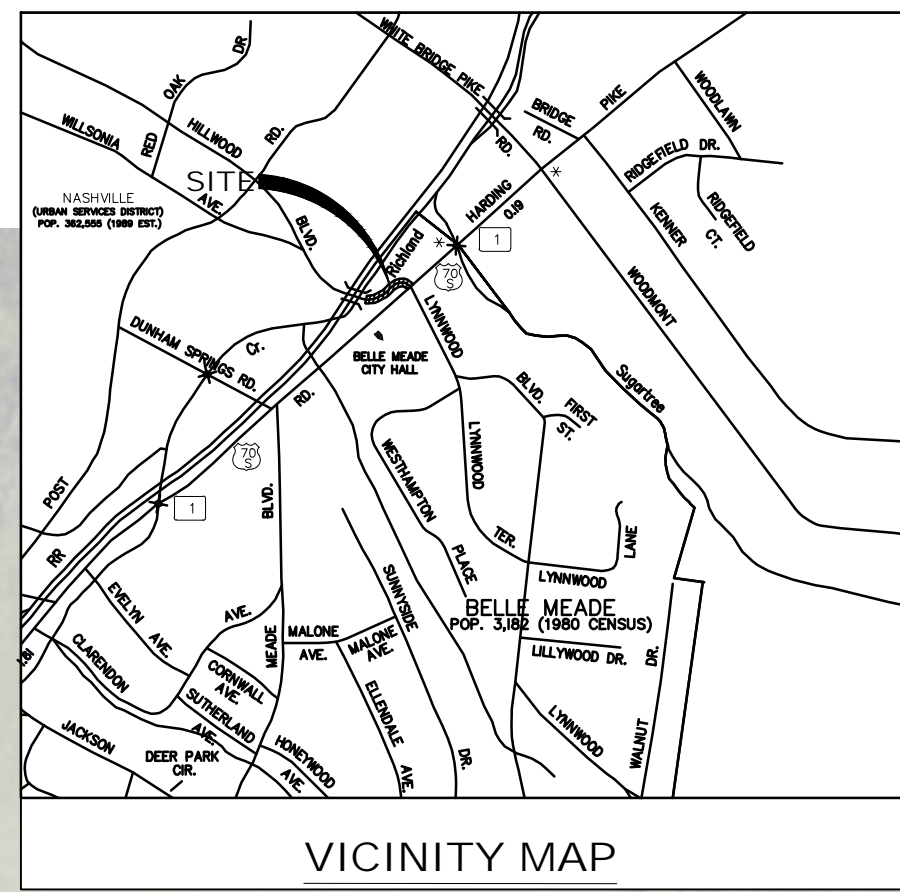 WHITE BRIDGE PIKE
RED OAK DR
HILLWOOD
RD.
BRIDGE
RD.
PIKE
WOODLAWN
WILLSONIA
AVE.
RD.
RIDGEFIELD DR.
SITE
NASHVILLE
(URBAN SERVICES DISTRICT)
POP. 362,555 (1989 EST.)
BLVD.
HARDING
0.19
KENNER
RIDGEFIELD
CT.
Richland
1
70
S
WOODMONT
DUNHAM SPRINGS RD.
Cr.
LYNNWOOD
BELLE MEADE
CITY HALL
RD.
BLVD.
FIRST
ST.
Sugartree
70
S
WESTHAMPTON
PLACE
LYNNWOOD
TER.
POST
1
BLVD.
RR
LANE
LYNNWOOD
EVELYN AVE.
AVE.
SUNNYSIDE
BELLE MEADE
POP. 3,182 (1980 CENSUS)
MALONE
AVE.
MALONE
AVE.
MEADE
LILLYWOOD DR.
DR.
1.61
CLARENDON
CORNWALL
AVE.
SUTHERLAND
AVE.
ELLENDALE
AVE.
LYNNWOOD
WALNUT
JACKSON
DEER PARK
CIR.
HONEYWOOD
AVE.
DR.
VICINITY MAP